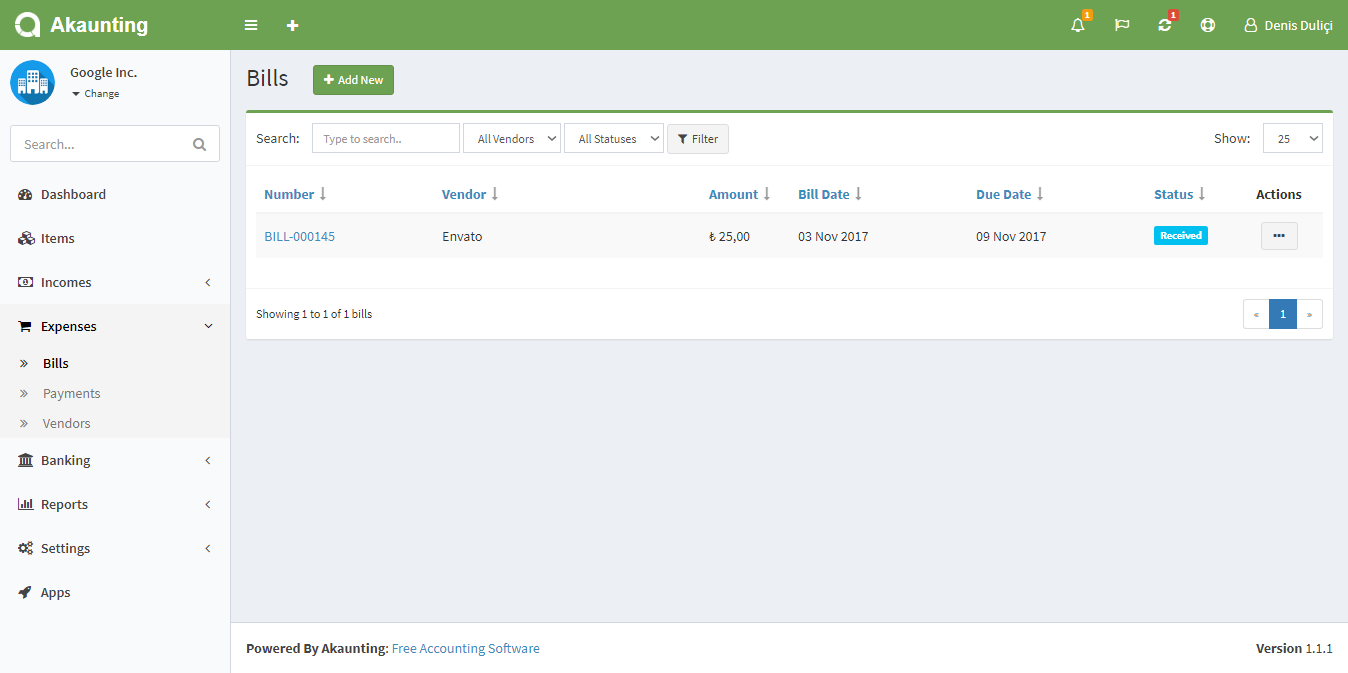 Akaunting
1
1
Denis Duliçi
Google Inc.
Change
Search...
Dashboard
Items
Incomes
Expenses
Bills
Payments
Vendors
Banking
Reports
Settings
Apps
Bills
Add New
Search: Type to search.. All Vendors All Statuses Filter Show: 25
Number Vendor Amount Bill Date Due Date Status Actions
BILL-000145 Envato ₺ 25,00 03 Nov 2017 09 Nov 2017 Received
Showing 1 to 1 of 1 bills
« 1 »
Powered By Akaunting: Free Accounting Software
Version 1.1.1